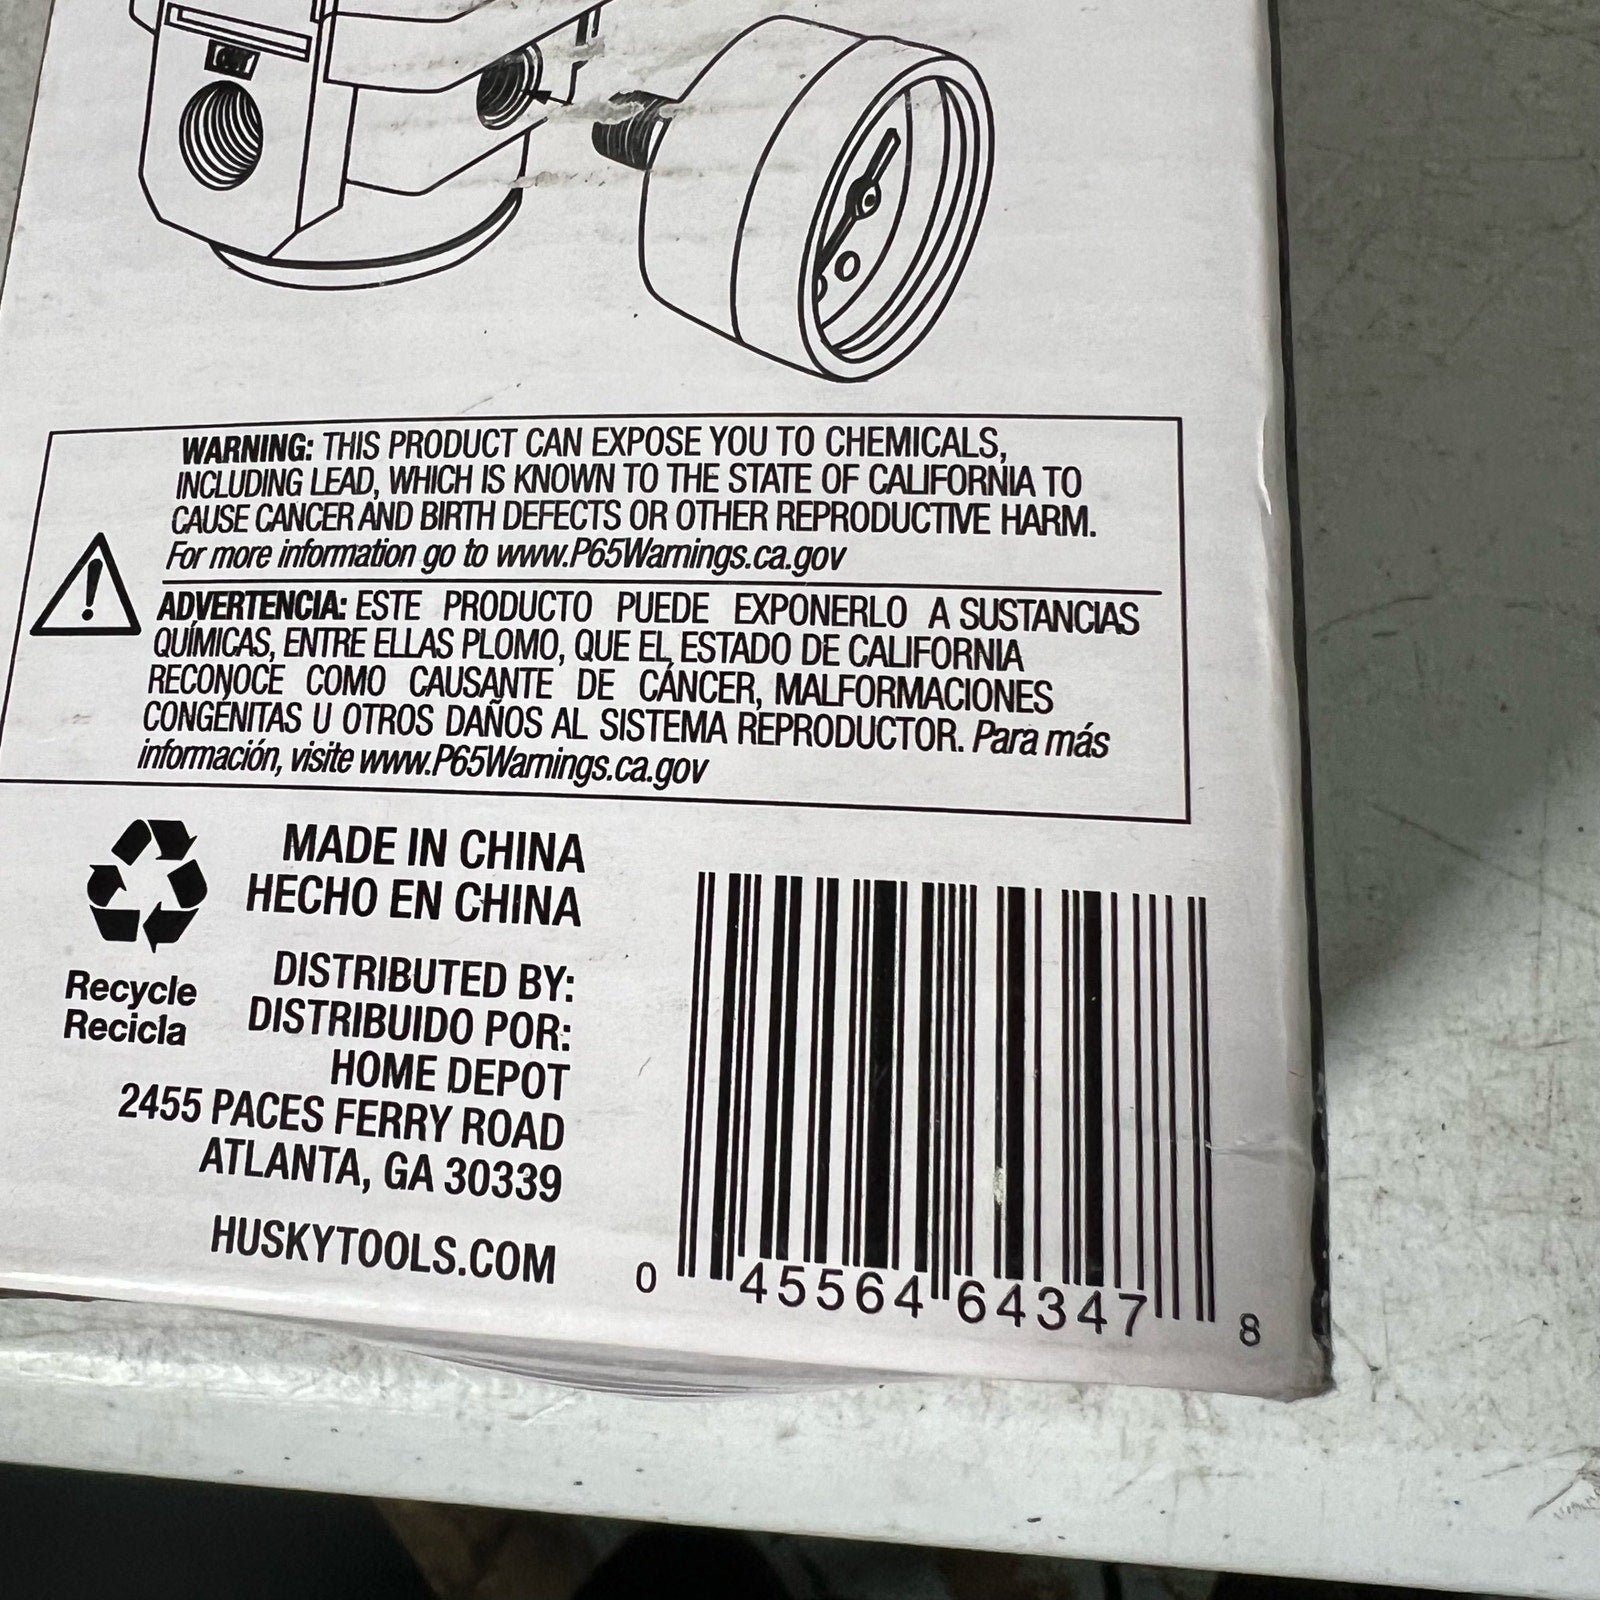 OUT
WARNING: THIS PRODUCT CAN EXPOSE YOU TO CHEMICALS,
INCLUDING LEAD, WHICH IS KNOWN TO THE STATE OF CALIFORNIA TO
CAUSE CANCER AND BIRTH DEFECTS OR OTHER REPRODUCTIVE HARM.
For more information go to www.P65Warnings.ca.gov
ADVERTENCIA: ESTE PRODUCTO PUEDE EXPONERLO A SUSTANCIAS
QUÍMICAS, ENTRE ELLAS PLOMO, QUE EL ESTADO DE CALIFORNIA
RECONOCE COMO CAUSANTE DE CÁNCER, MALFORMACIONES
CONGÉNITAS U OTROS DAÑOS AL SISTEMA REPRODUCTOR. Para más
información, visite www.P65Warnings.ca.gov
MADE IN CHINA
HECHO EN CHINA
Recycle
Recicla
DISTRIBUTED BY:
DISTRIBUIDO POR:
HOME DEPOT
2455 PACES FERRY ROAD
ATLANTA, GA 30339
HUSKYTOOLS.COM
0 45564 64347 8